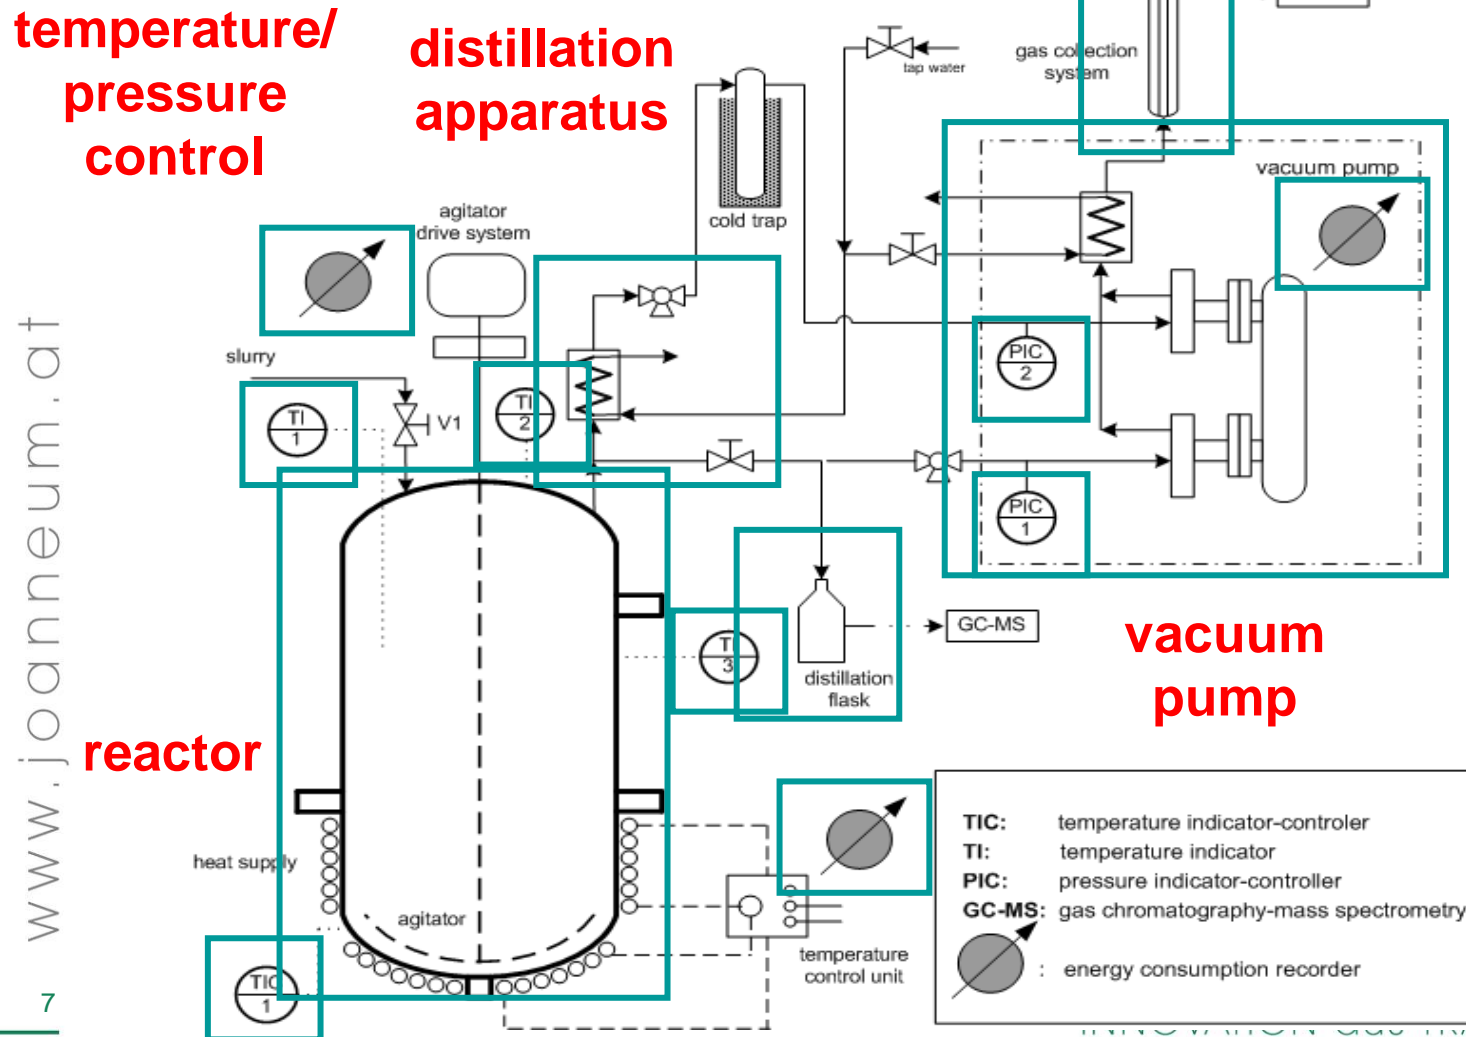 temperature/
pressure
control
distillation
apparatus
tap water
gas collection
system
cold trap
vacuum pump
agitator
drive system
slurry
V1
TI
1
TI
2
PIC
2
PIC
1
TI
3
GC-MS
distillation
flask
vacuum
pump
reactor
heat supply
agitator
TIC
1
temperature
control unit
TIC: temperature indicator-controler
TI: temperature indicator
PIC: pressure indicator-controller
GC-MS: gas chromatography-mass spectrometry
: energy consumption recorder
www.joanneum.at
7